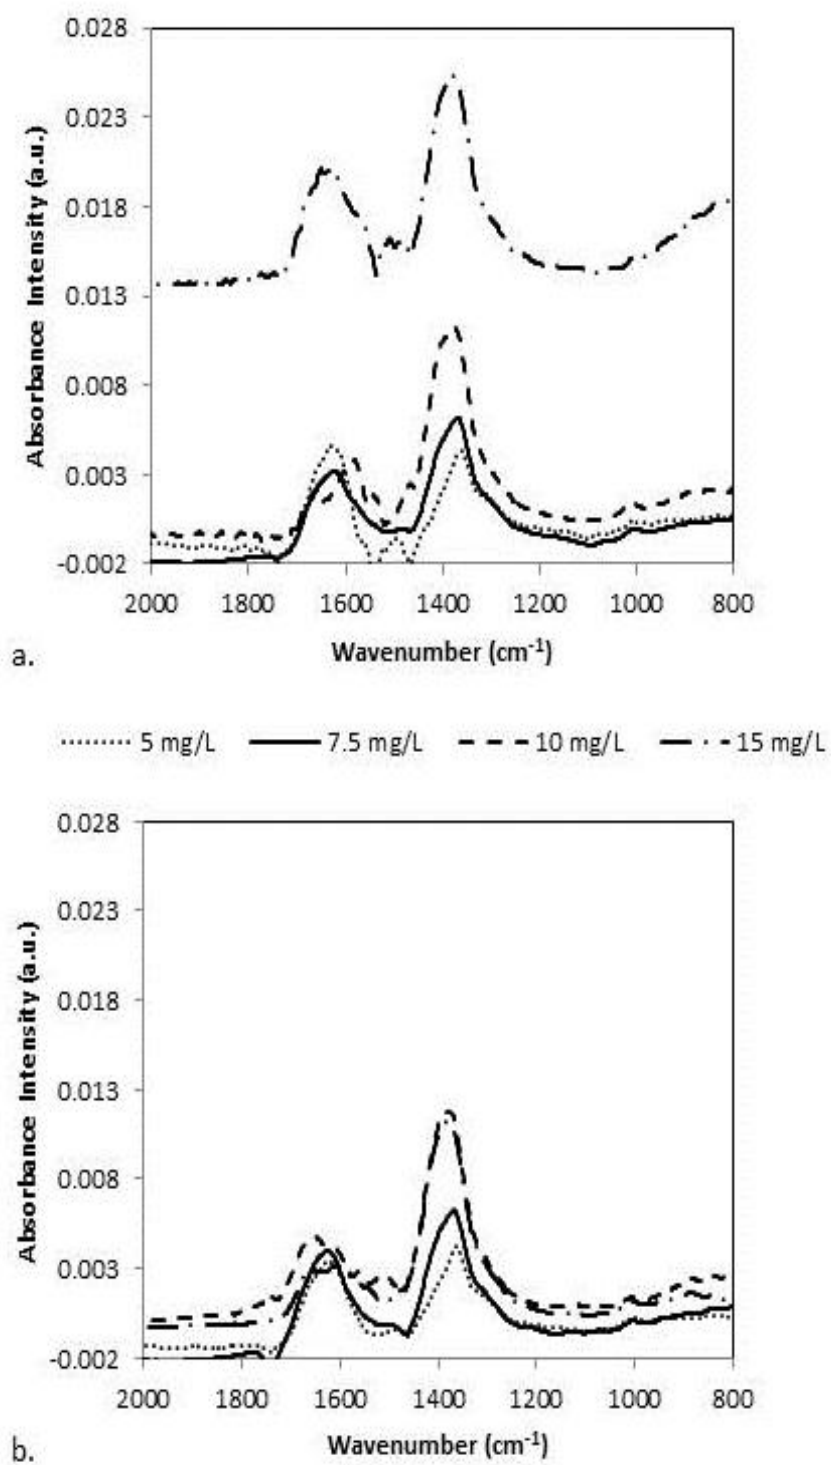 0.028
0.023
0.018
0.013
0.008
0.003
-0.002
Absorbance Intensity (a.u.)
2000 1800 1600 1400 1200 1000 800
Wavenumber (cm⁻¹)
a.
5 mg/L 7.5 mg/L 10 mg/L 15 mg/L
0.028
0.023
0.018
0.013
0.008
0.003
-0.002
Absorbance Intensity (a.u.)
2000 1800 1600 1400 1200 1000 800
Wavenumber (cm⁻¹)
b.